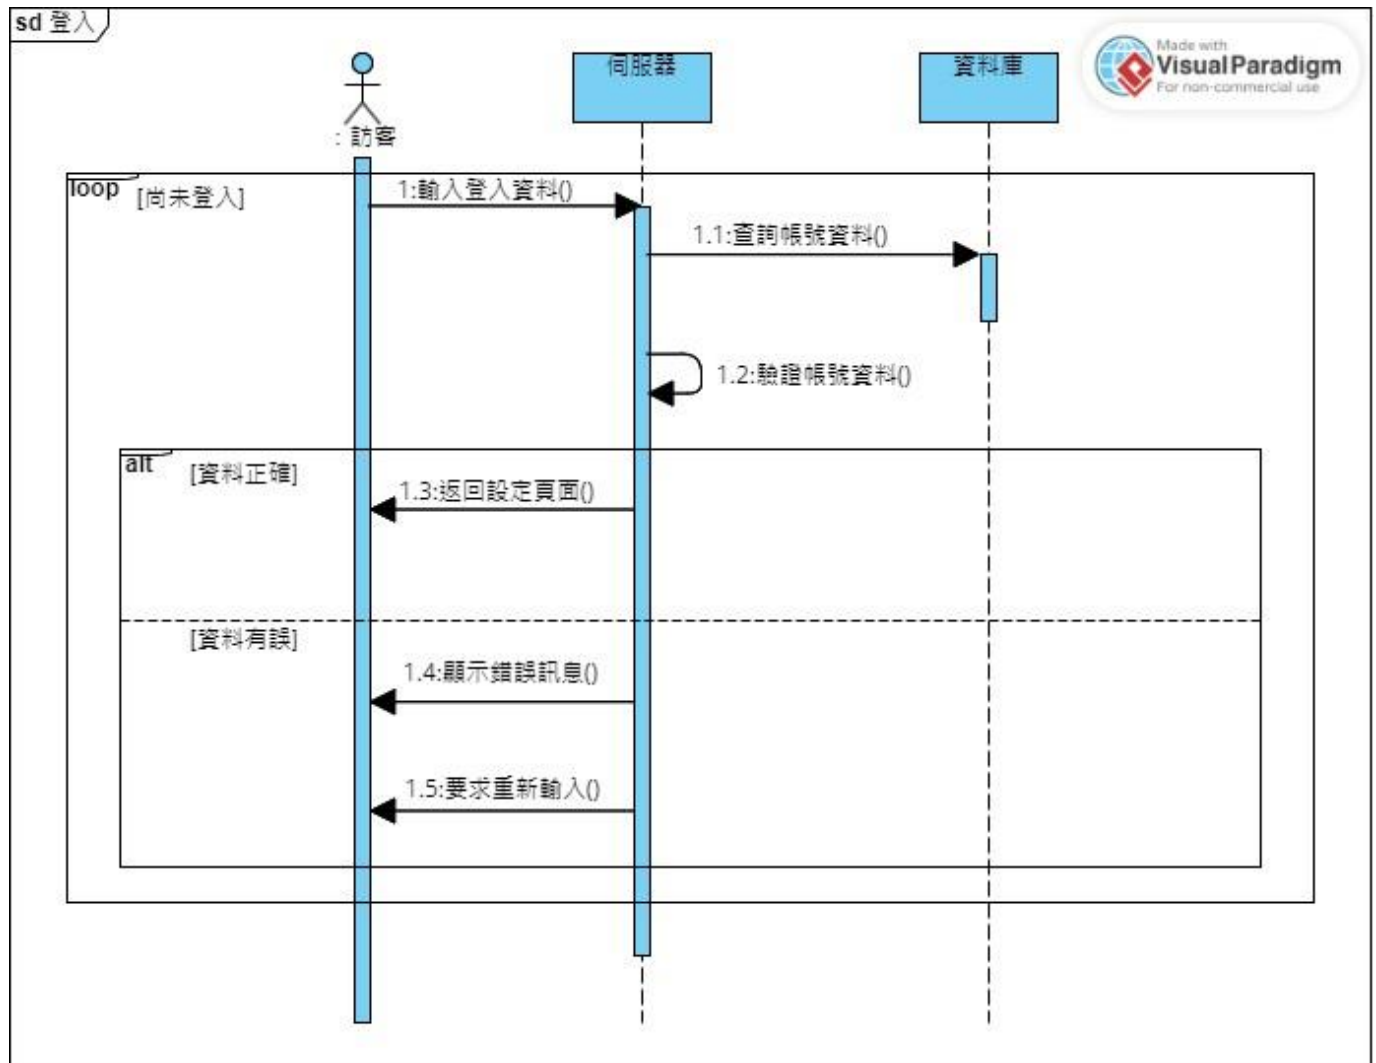 sd 登入
Made with
Visual Paradigm
For non-commercial use
伺服器
資料庫
: 訪客
loop
[尚未登入]
1:輸入登入資料()
1.1:查詢帳號資料()
1.2:驗證帳號資料()
alt
[資料正確]
1.3:返回設定頁面()
[資料有誤]
1.4:顯示錯誤訊息()
1.5:要求重新輸入()